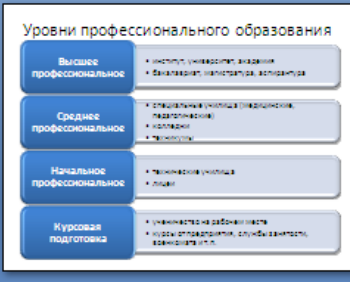 Уровни профессионального образования
Высшее
профессиональное
• институт, университет, академия
• бакалавриат, магистратура, аспирантура
Среднее
профессиональное
• специальные училища (медицинские,
педагогические)
• колледжи
• техникумы
Начальное
профессиональное
• технические училища
• лицеи
Курсовая
подготовка
• ученичество на рабочем месте
• курсы от предприятия, службы занятости,
военкомата и т.п.